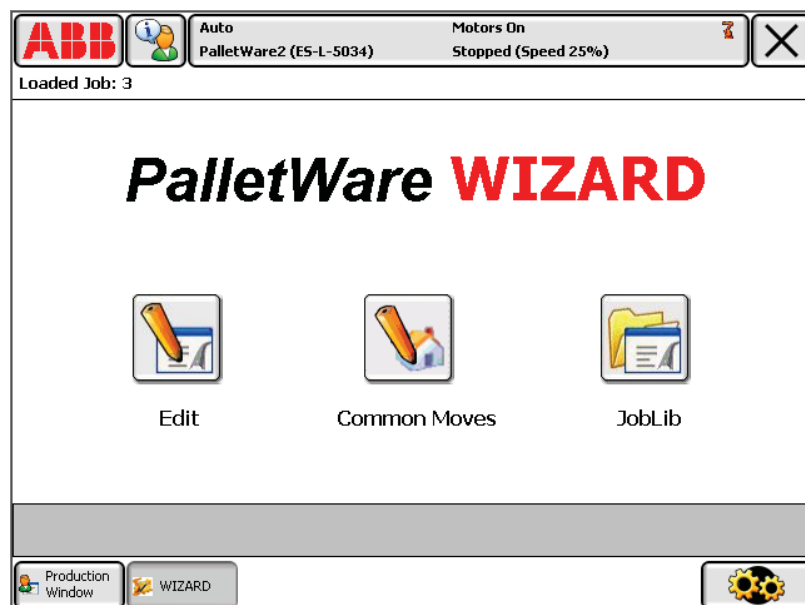 ABB
Auto Motors On
PalletWare2 (ES-L-5034) Stopped (Speed 25%)
Loaded Job: 3
PalletWare WIZARD
Edit Common Moves JobLib
Production
Window
WIZARD